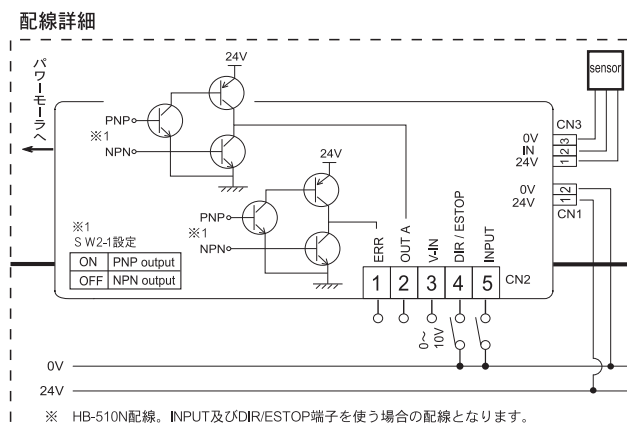 配線詳細
パワーモーラへ
24V
PNP
※1
NPN
24V
PNP
※1
NPN
※1
S W2-1設定
ON PNP output
OFF NPN output
sensor
CN3
0V 3
IN 2
24V 1
0V 2
24V 1
CN1
ERR
OUT A
V-IN
DIR / ESTOP
INPUT
1 2 3 4 5
CN2
0～10V
0V
24V
※ HB-510N配線。INPUT及びDIR/ESTOP端子を使う場合の配線となります。